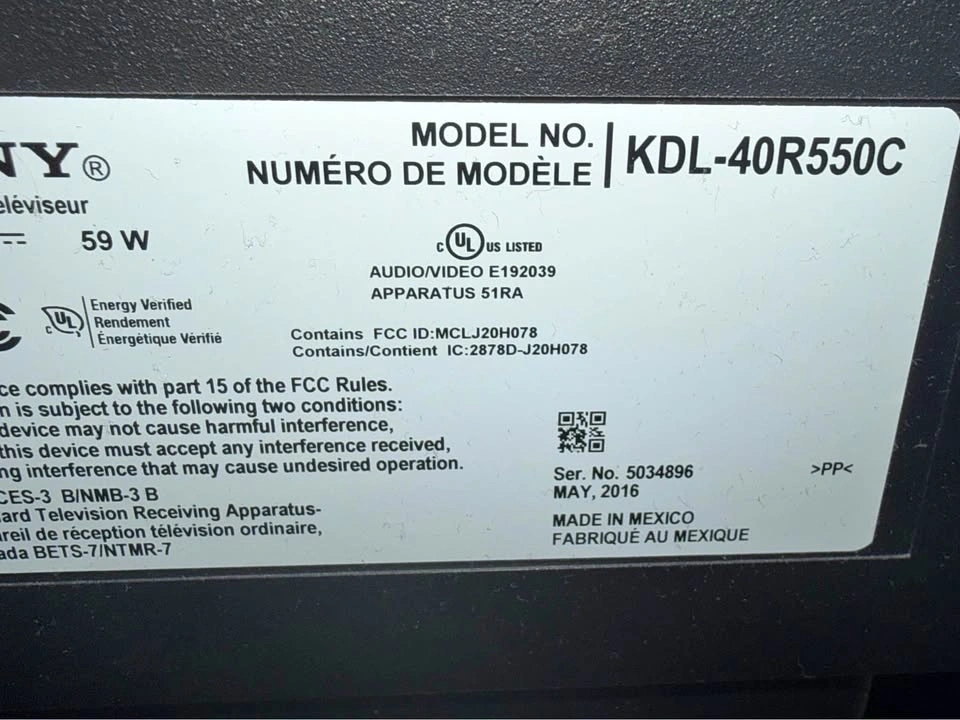 MODEL NO.
NUMÉRO DE MODÈLE
KDL-40R550C
NY®
éléviseur
59 W
C UL US LISTED
AUDIO/VIDEO E192039
APPARATUS 51RA
UL
Energy Verified
Rendement
Énergétique Vérifié
Contains FCC ID:MCLJ20H078
Contains/Contient IC:2878D-J20H078
ce complies with part 15 of the FCC Rules.
n is subject to the following two conditions:
device may not cause harmful interference,
this device must accept any interference received,
ng interference that may cause undesired operation.
CES-3 B/NMB-3 B
ard Television Receiving Apparatus-
reil de réception télévision ordinaire,
ada BETS-7/NTMR-7
Ser. No. 5034896
MAY, 2016
>PP<
MADE IN MEXICO
FABRIQUÉ AU MEXIQUE